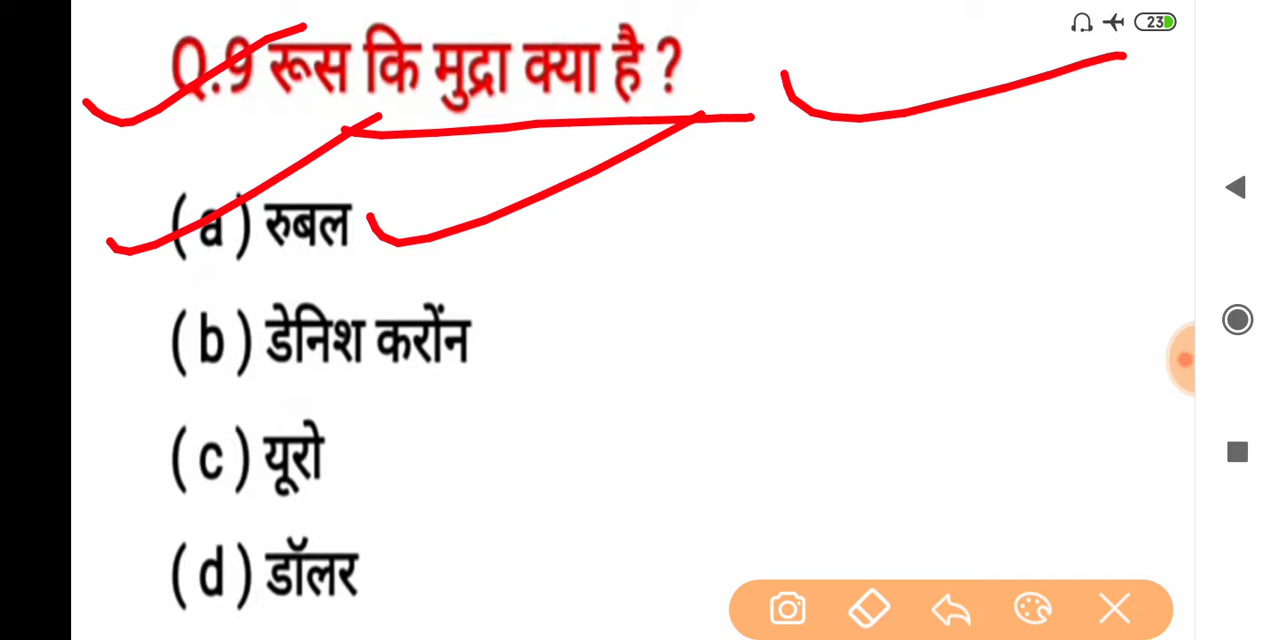 23
Q.9 रूस कि मुद्रा क्या है ?
( a ) रुबल
( b ) डेनिश करोंन
( c ) यूरो
( d ) डॉलर